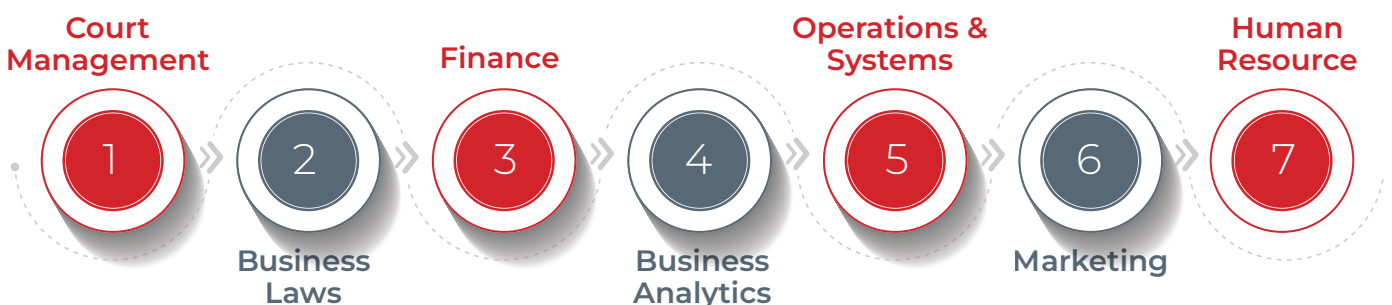 Court
Management
1
2
Business
Laws
Finance
3
4
Business
Analytics
Operations &
Systems
5
6
Marketing
Human
Resource
7